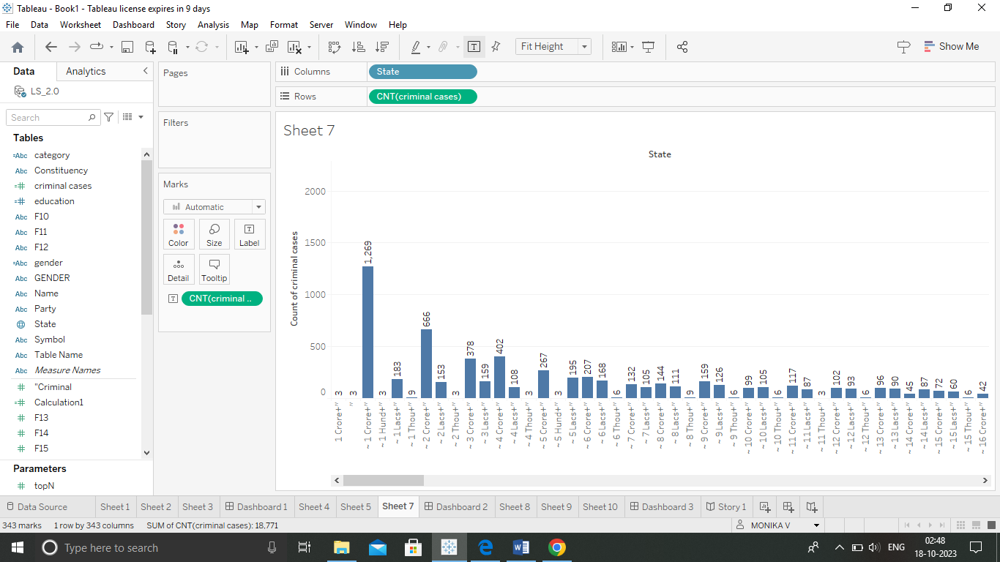 Tableau - Book1 - Tableau license expires in 9 days
File Data Worksheet Dashboard Story Analysis Map Format Server Window Help
Fit Height
Show Me
Data Analytics
LS_2.0
Search
Tables
category
Constituency
criminal cases
education
F10
F11
F12
gender
GENDER
Name
Party
State
Symbol
Table Name
Measure Names
"Criminal
Calculation1
F13
F14
F15
Parameters
topN
Pages
Filters
Marks
Automatic
Color Size Label
Detail Tooltip
CNT(criminal ..
Columns State
Rows CNT(criminal cases)
Sheet 7
State
Count of criminal cases
2000
1500
1000
500
0
3 3 1,269 3 183 9 666 153 3 378 159 402 108 3 267 3 195 207 168 6 132 105 144 111 9 159 126 6 99 105 6 117 87 3 102 93 6 96 90 45 87 72 60 6 42
1 Crore+"
"
~ 1 Crore+"
~ 1 Hund+"
~ 1 Lacs+"
~ 1 Thou+"
~ 2 Crore+"
~ 2 Lacs+"
~ 2 Thou+"
~ 3 Crore+"
~ 3 Lacs+"
~ 4 Crore+"
~ 4 Lacs+"
~ 4 Thou+"
~ 5 Crore+"
~ 5 Hund+"
~ 5 Lacs+"
~ 6 Crore+"
~ 6 Lacs+"
~ 6 Thou+"
~ 7 Crore+"
~ 7 Lacs+"
~ 8 Crore+"
~ 8 Lacs+"
~ 8 Thou+"
~ 9 Crore+"
~ 9 Lacs+"
~ 9 Thou+"
~ 10 Crore+"
~ 10 Lacs+"
~ 10 Thou+"
~ 11 Crore+"
~ 11 Lacs+"
~ 11 Thou+"
~ 12 Crore+"
~ 12 Lacs+"
~ 12 Thou+"
~ 13 Crore+"
~ 13 Lacs+"
~ 14 Crore+"
~ 14 Lacs+"
~ 15 Crore+"
~ 15 Lacs+"
~ 15 Thou+"
~ 16 Crore+"
Data Source Sheet 1 Sheet 2 Sheet 3 Dashboard 1 Sheet 4 Sheet 5 Sheet 7 Dashboard 2 Sheet 8 Sheet 9 Sheet 10 Dashboard 3 Story 1
343 marks 1 row by 343 columns SUM of CNT(criminal cases): 18,771 MONIKA V
Type here to search ENG 02:48
18-10-2023